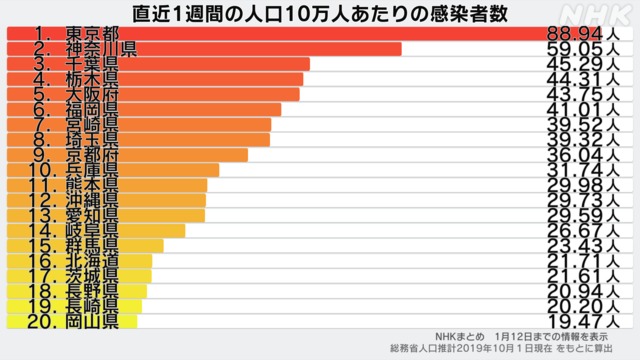 直近1週間の人口10万人あたりの感染者数
NHK
1. 東京都 88.94人
2. 神奈川県 59.05人
3. 千葉県 45.29人
4. 栃木県 44.31人
5. 大阪府 43.75人
6. 福岡県 41.01人
7. 宮崎県 39.52人
8. 埼玉県 39.32人
9. 京都府 36.04人
10. 兵庫県 31.74人
11. 熊本県 29.98人
12. 沖縄県 29.73人
13. 愛知県 29.59人
14. 岐阜県 26.67人
15. 群馬県 23.43人
16. 北海道 21.71人
17. 茨城県 21.61人
18. 長野県 20.94人
19. 長崎県 20.20人
20. 岡山県 19.47人
NHKまとめ 1月12日までの情報を表示
総務省人口推計2019年10月1日現在 をもとに算出